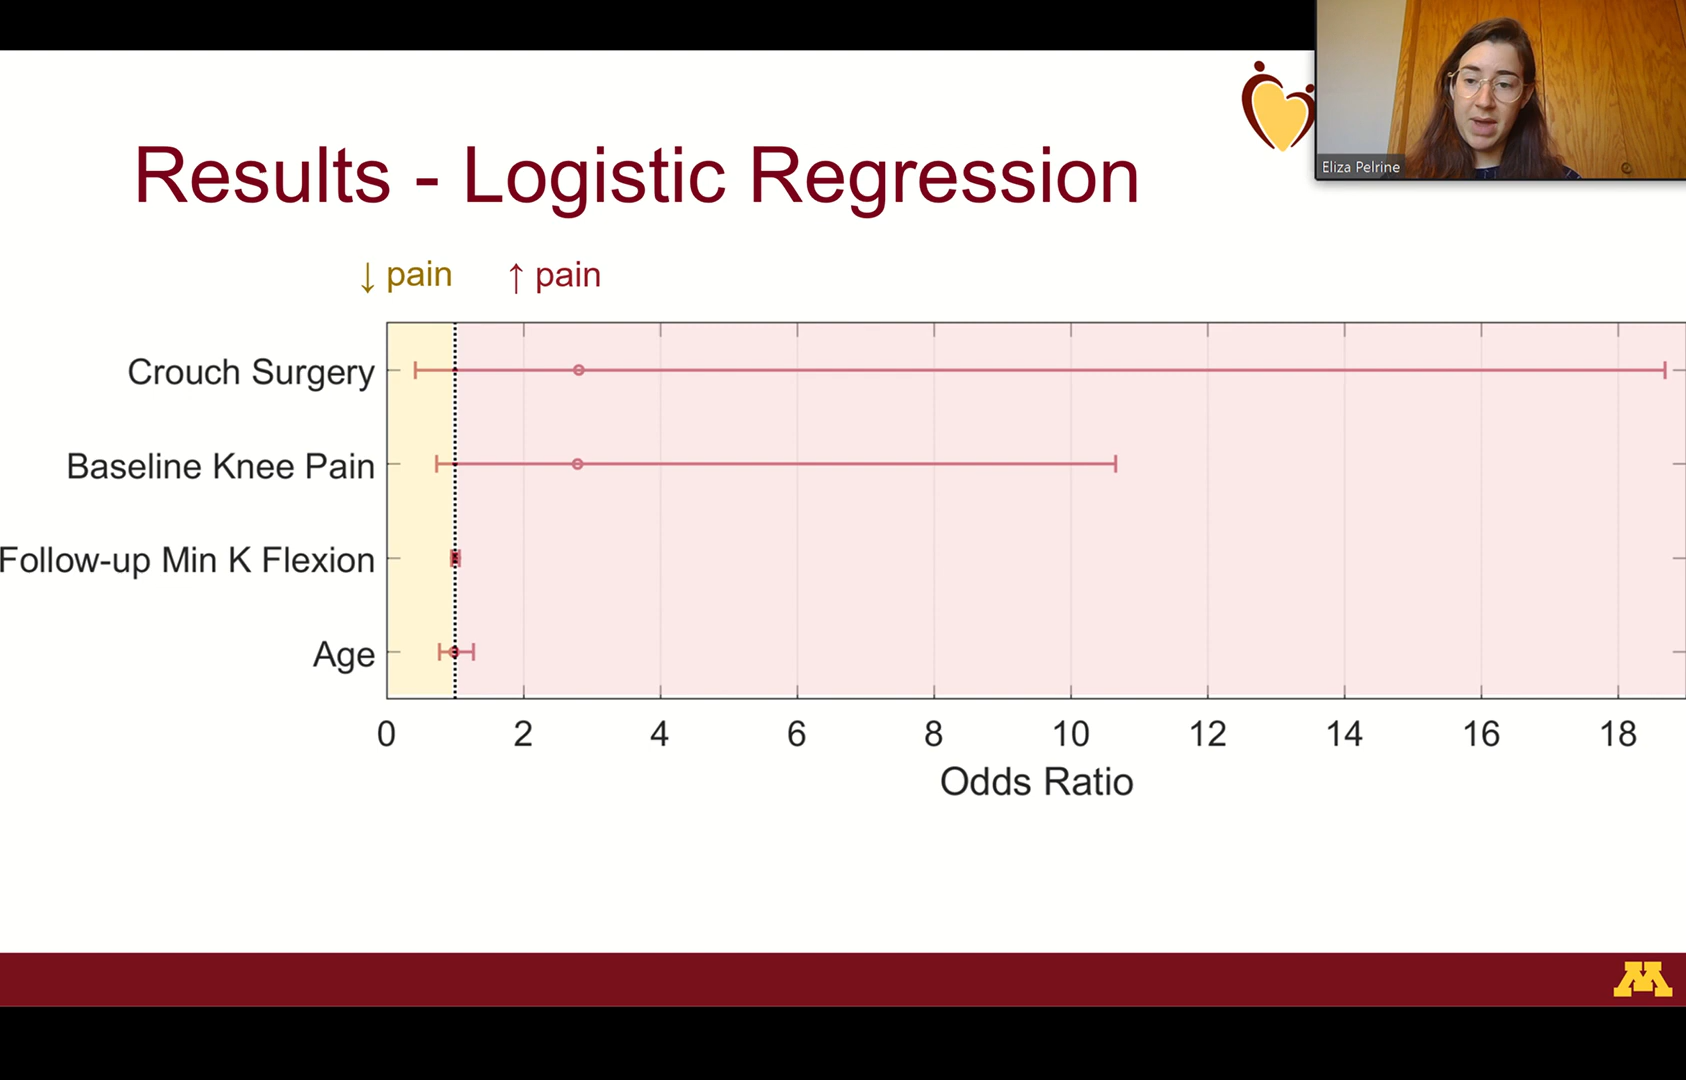 Eliza Pelrine
Results - Logistic Regression
↓ pain ↑ pain
Crouch Surgery
Baseline Knee Pain
Follow-up Min K Flexion
Age
0 2 4 6 8 10 12 14 16 18
Odds Ratio
M